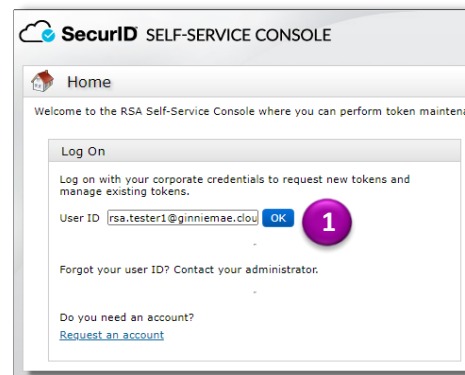 SecurID SELF-SERVICE CONSOLE
Home
Welcome to the RSA Self-Service Console where you can perform token maintena
Log On
Log on with your corporate credentials to request new tokens and
manage existing tokens.
User ID rsa.tester1@ginniemae.clou OK 1
Forgot your user ID? Contact your administrator.
Do you need an account?
Request an account